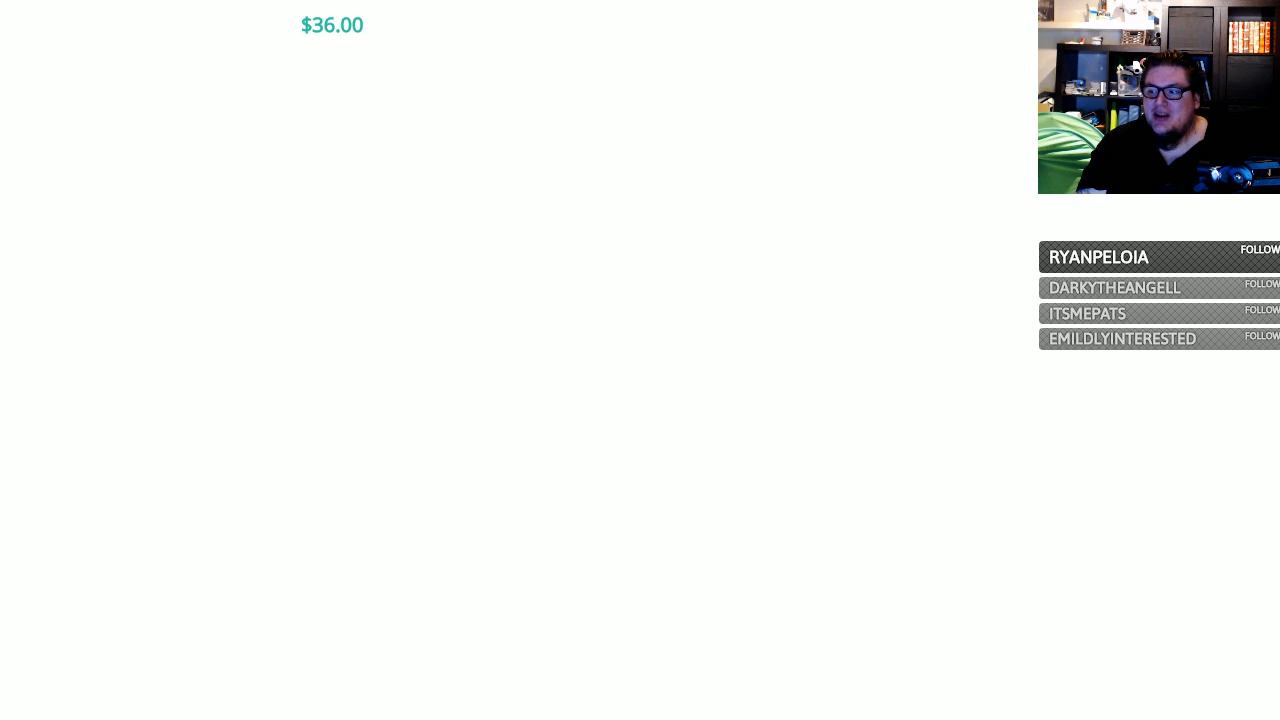 $36.00
RYANPELOIA FOLLOW
DARKYTHEANGELL FOLLOW
ITSMEPATS FOLLOW
EMILDLYINTERESTED FOLLOW